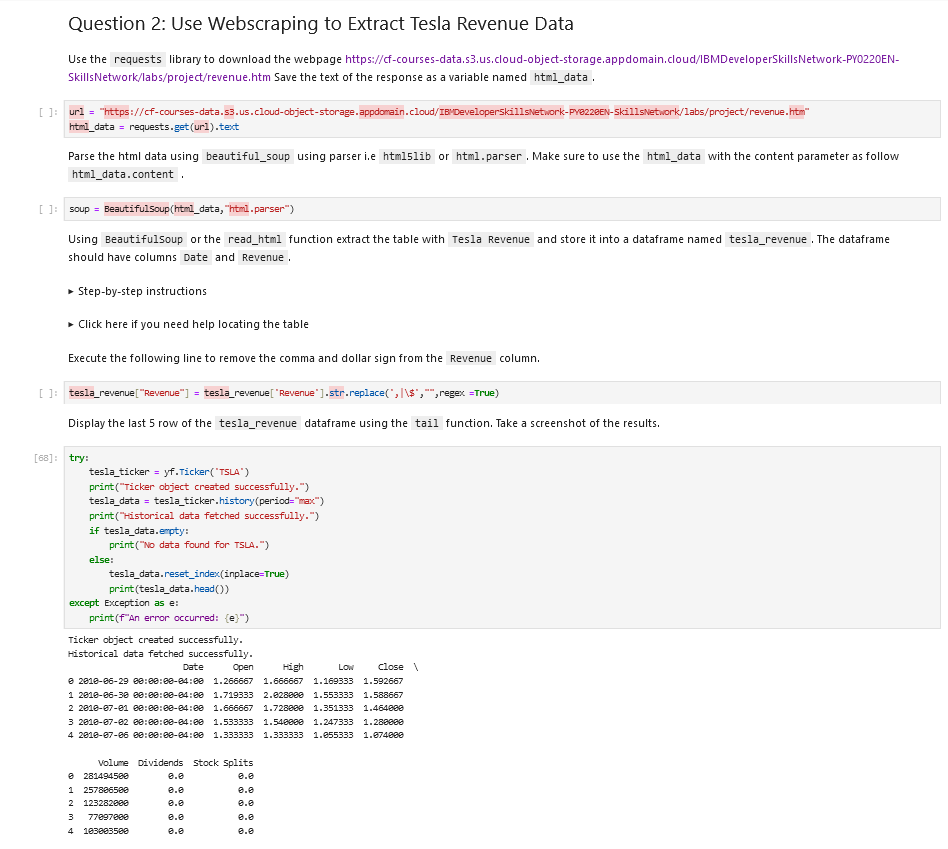 Question 2: Use Webscraping to Extract Tesla Revenue Data
Use the requests library to download the webpage https://cf-courses-data.s3.us.cloud-object-storage.appdomain.cloud/IBMDeveloperSkillsNetwork-PY0220EN-
SkillsNetwork/labs/project/revenue.htm Save the text of the response as a variable named html_data.
[ ]: url = "https://cf-courses-data.s3.us.cloud-object-storage.appdomain.cloud/IBMDeveloperSkillsNetwork-PY0220EN-SkillsNetwork/labs/project/revenue.htm"
html_data = requests.get(url).text
Parse the html data using beautiful_soup using parser i.e html5lib or html.parser. Make sure to use the html_data with the content parameter as follow
html_data.content .
[ ]: soup = BeautifulSoup(html_data,"html.parser")
Using BeautifulSoup or the read_html function extract the table with Tesla Revenue and store it into a dataframe named tesla_revenue. The dataframe
should have columns Date and Revenue.
▸ Step-by-step instructions
▸ Click here if you need help locating the table
Execute the following line to remove the comma and dollar sign from the Revenue column.
[ ]: tesla_revenue["Revenue"] = tesla_revenue['Revenue'].str.replace(',|\$',"",regex =True)
Display the last 5 row of the tesla_revenue dataframe using the tail function. Take a screenshot of the results.
[68]: try:
    tesla_ticker = yf.Ticker('TSLA')
    print("Ticker object created successfully.")
    tesla_data = tesla_ticker.history(period="max")
    print("Historical data fetched successfully.")
    if tesla_data.empty:
        print("No data found for TSLA.")
    else:
        tesla_data.reset_index(inplace=True)
        print(tesla_data.head())
except Exception as e:
    print(f"An error occurred: {e}")
Ticker object created successfully.
Historical data fetched successfully.
Date Open High Low Close \
0 2010-06-29 00:00:00-04:00 1.266667 1.666667 1.169333 1.592667
1 2010-06-30 00:00:00-04:00 1.719333 2.028000 1.553333 1.588667
2 2010-07-01 00:00:00-04:00 1.666667 1.728000 1.351333 1.464000
3 2010-07-02 00:00:00-04:00 1.533333 1.540000 1.247333 1.280000
4 2010-07-06 00:00:00-04:00 1.333333 1.333333 1.055333 1.074000
Volume Dividends Stock Splits
0 281494500 0.0 0.0
1 257806500 0.0 0.0
2 123282000 0.0 0.0
3 77097000 0.0 0.0
4 103003500 0.0 0.0